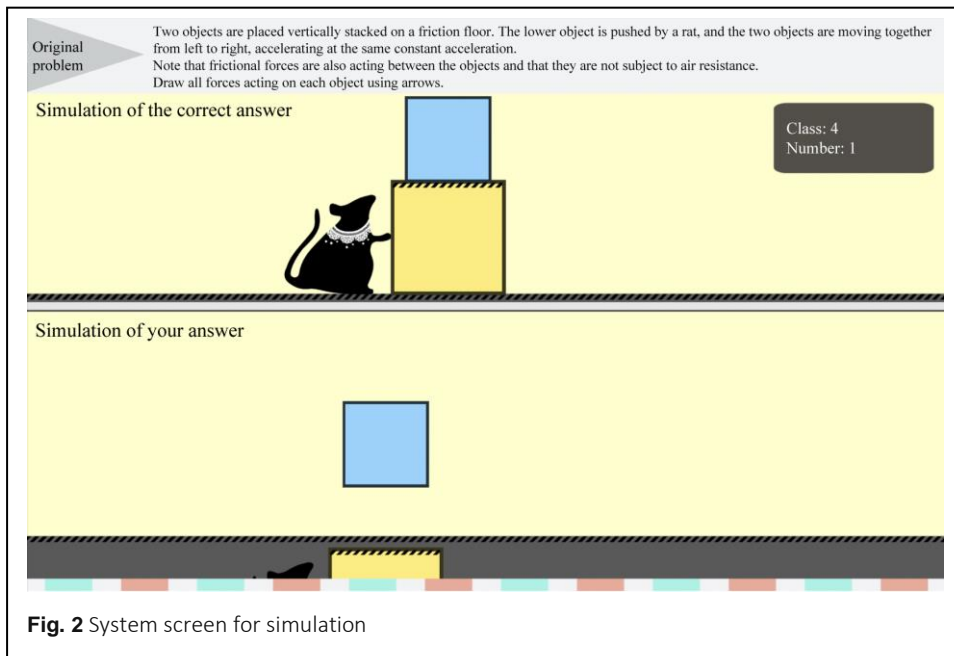 Original
problem
Two objects are placed vertically stacked on a friction floor. The lower object is pushed by a rat, and the two objects are moving together
from left to right, accelerating at the same constant acceleration.
Note that frictional forces are also acting between the objects and that they are not subject to air resistance.
Draw all forces acting on each object using arrows.
Simulation of the correct answer
Class: 4
Number: 1
Simulation of your answer
Fig. 2 System screen for simulation